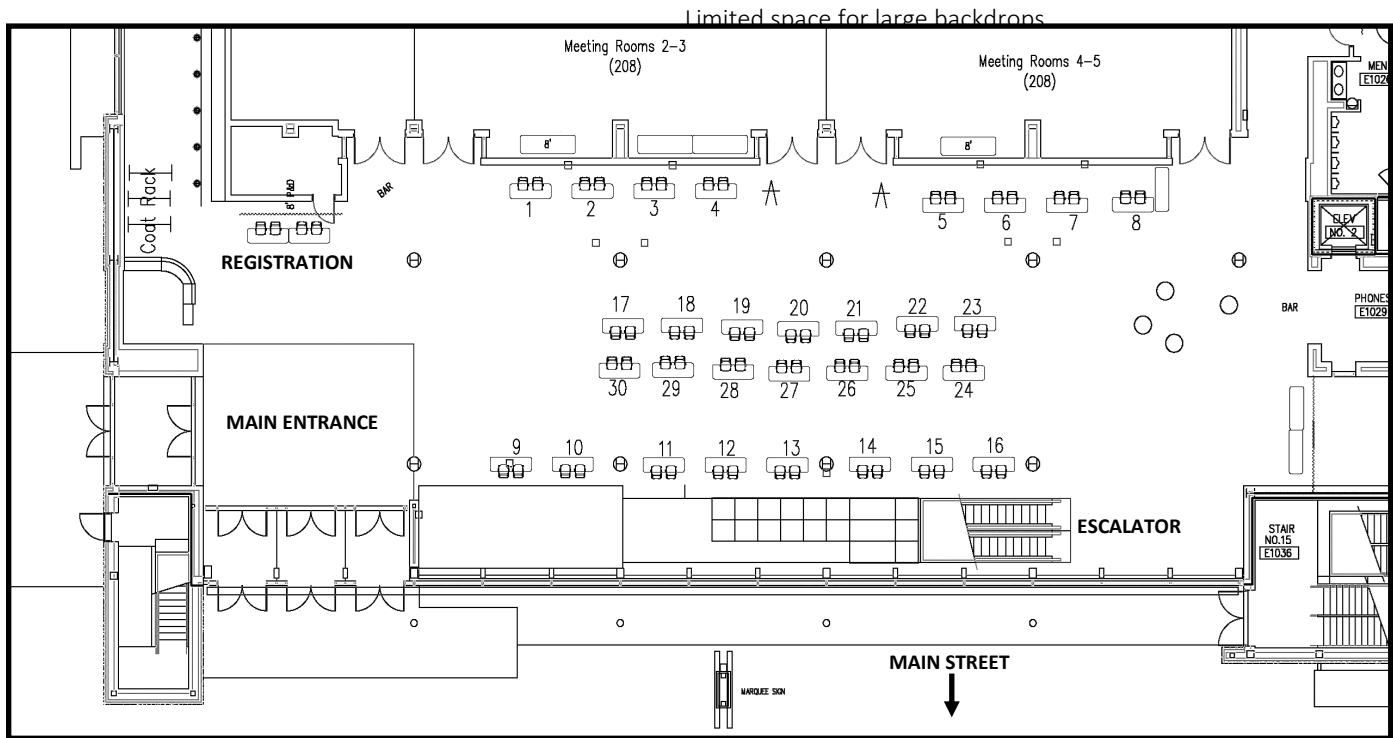 Limited space for large backdrops
Meeting Rooms 2-3
(208)
Meeting Rooms 4-5
(208)
MEN
E1026
8'
8'
Coat Rack
8' P&D
BAR
1
2
3
4
5
6
7
8
ELEV
NO. 2
REGISTRATION
17
18
19
20
21
22
23
BAR
PHONES
E1029
30
29
28
27
26
25
24
MAIN ENTRANCE
9
10
11
12
13
14
15
16
ESCALATOR
STAIR
NO.15
E1036
MAIN STREET
MARQUEE SIGN